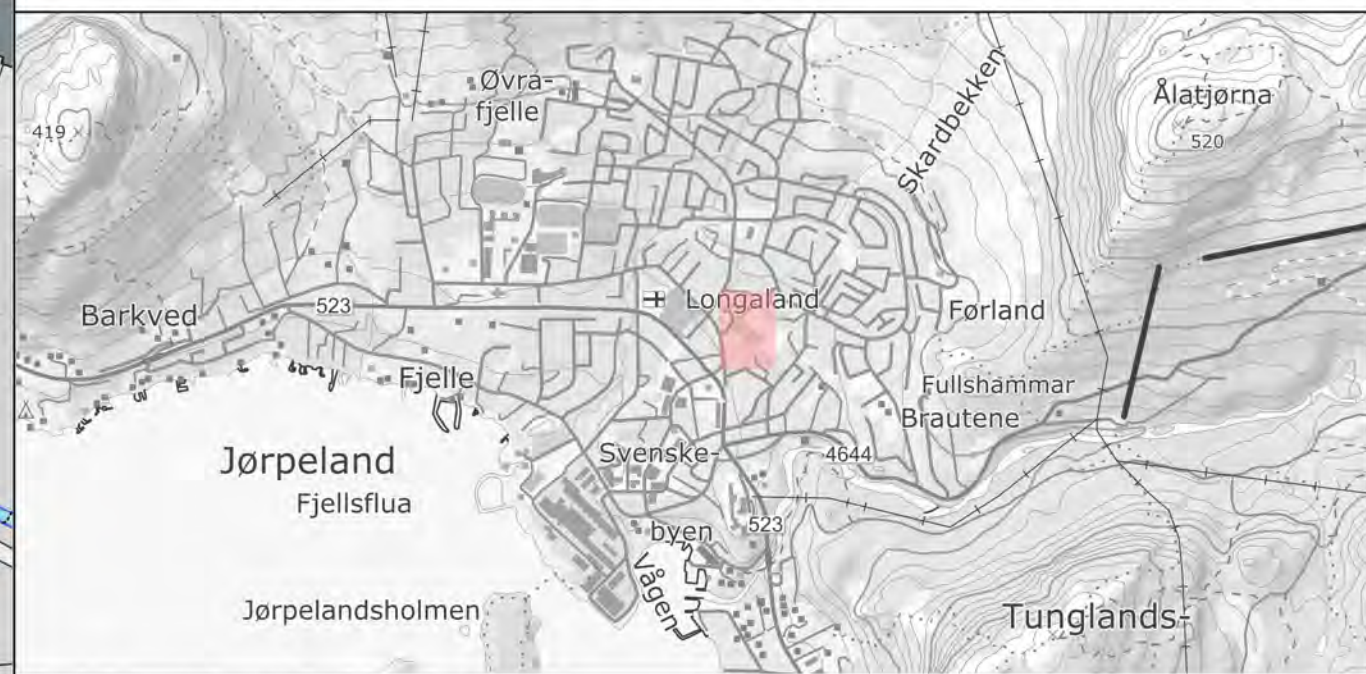 Øvra-
fjelle
Skardbekken
Ålatjørna
520
419
Barkved
523
Longaland
Førland
Fjelle
Fullshammar
Brautene
Jørpeland
Fjellsflua
Svenske-
byen
4644
523
Vågen
Jørpelandsholmen
Tunglands-